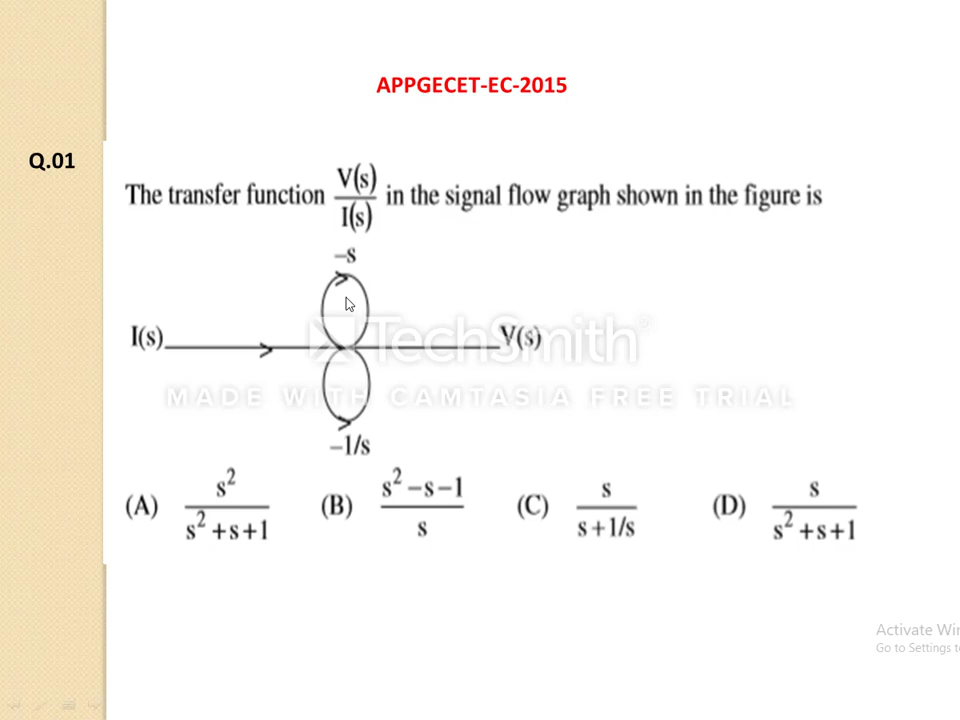 APPGECET-EC-2015
Q.01
The transfer function V(s)/I(s) in the signal flow graph shown in the figure is
–s
I(s)
V(s)
TechSmith
MADE WITH CAMTASIA FREE TRIAL
–1/s
(A) s²/(s²+s+1) (B) (s²–s–1)/s (C) s/(s+1/s) (D) s/(s²+s+1)
Activate Win
Go to Settings t